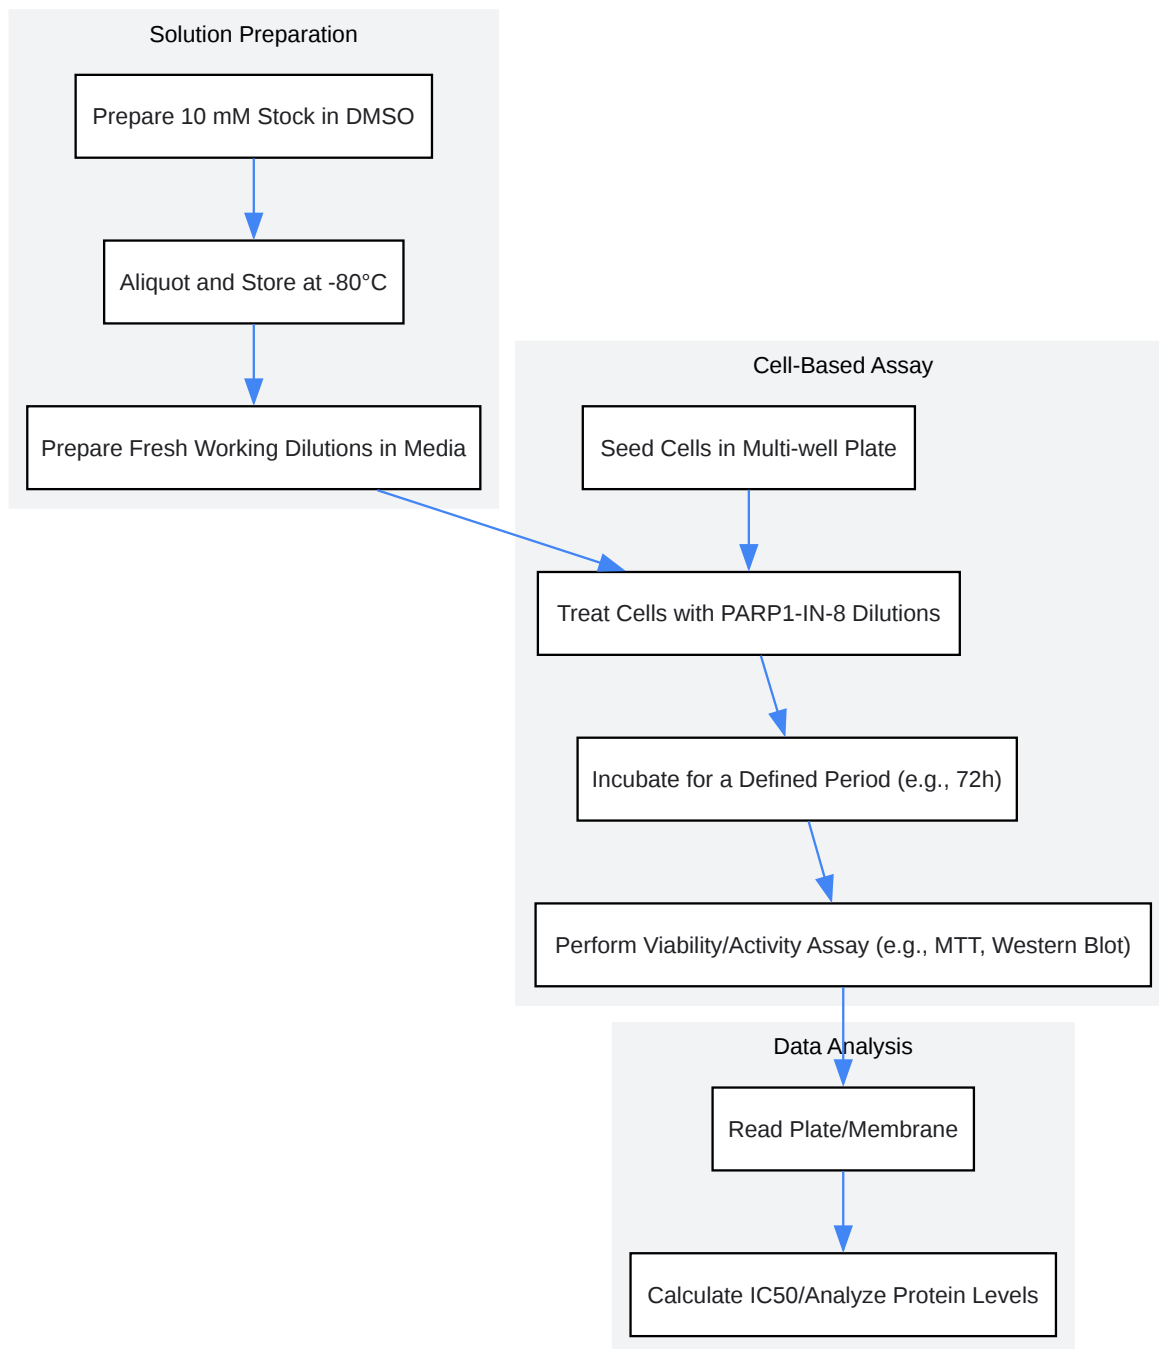 Solution Preparation
Prepare 10 mM Stock in DMSO
Aliquot and Store at -80°C
Prepare Fresh Working Dilutions in Media
Cell-Based Assay
Seed Cells in Multi-well Plate
Treat Cells with PARP1-IN-8 Dilutions
Incubate for a Defined Period (e.g., 72h)
Perform Viability/Activity Assay (e.g., MTT, Western Blot)
Data Analysis
Read Plate/Membrane
Calculate IC50/Analyze Protein Levels